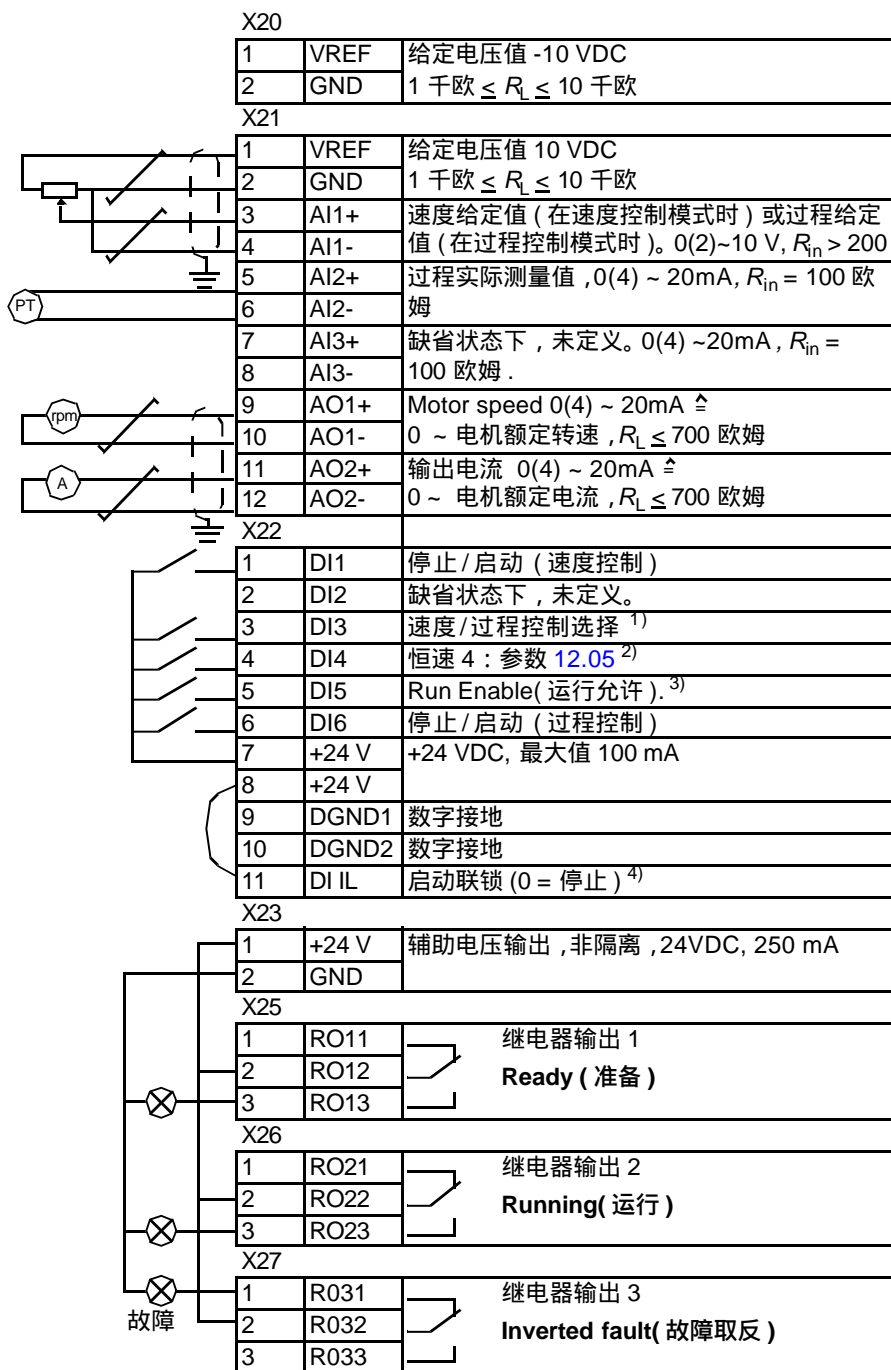 X20
1 VREF 给定电压值 -10 VDC
2 GND 1 千欧 ≤ RL ≤ 10 千欧
X21
1 VREF 给定电压值 10 VDC
2 GND 1 千欧 ≤ RL ≤ 10 千欧
3 AI1+ 速度给定值 ( 在速度控制模式时 ) 或过程给定
4 AI1- 值 ( 在过程控制模式时 )。0(2)~10 V, Rin > 200
5 AI2+ 过程实际测量值 ,0(4) ~ 20mA, Rin = 100 欧
PT
6 AI2- 姆
7 AI3+ 缺省状态下，未定义。0(4) ~20mA , Rin =
8 AI3- 100 欧姆 .
rpm
9 AO1+ Motor speed 0(4) ~ 20mA ≙
10 AO1- 0 ~ 电机额定转速 , RL ≤ 700 欧姆
A
11 AO2+ 输出电流 0(4) ~ 20mA ≙
12 AO2- 0 ~ 电机额定电流 , RL ≤ 700 欧姆
X22
1 DI1 停止 / 启动 ( 速度控制 )
2 DI2 缺省状态下，未定义。
3 DI3 速度 / 过程控制选择 1)
4 DI4 恒速 4：参数 12.05 2)
5 DI5 Run Enable( 运行允许 ). 3)
6 DI6 停止 / 启动 ( 过程控制 )
7 +24 V +24 VDC, 最大值 100 mA
8 +24 V
9 DGND1 数字接地
10 DGND2 数字接地
11 DI IL 启动联锁 (0 = 停止 ) 4)
X23
1 +24 V 辅助电压输出，非隔离 ,24VDC, 250 mA
2 GND
X25
1 RO11 继电器输出 1
2 RO12 Ready ( 准备 )
3 RO13
X26
1 RO21 继电器输出 2
2 RO22 Running( 运行 )
3 RO23
X27
1 R031 继电器输出 3
故障
2 R032 Inverted fault( 故障取反 )
3 R033